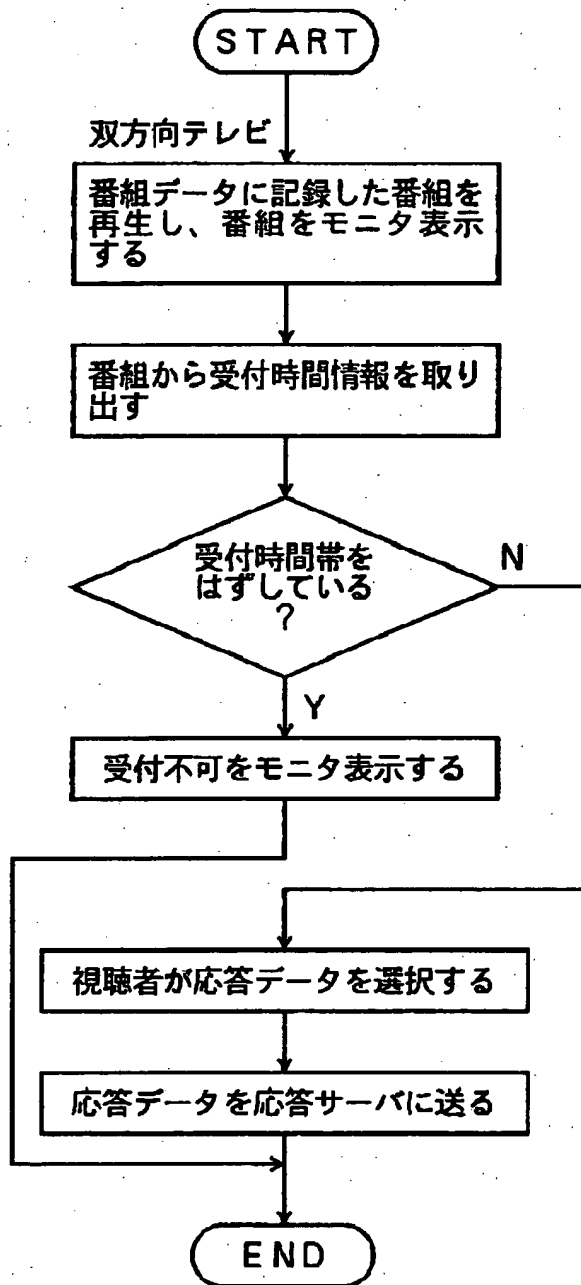 START
双方向テレビ
番組データに記録した番組を
再生し、番組をモニタ表示
する
番組から受付時間情報を取り
出す
受付時間帯を
はずしている
?
N
Y
受付不可をモニタ表示する
視聴者が応答データを選択する
応答データを応答サーバに送る
END